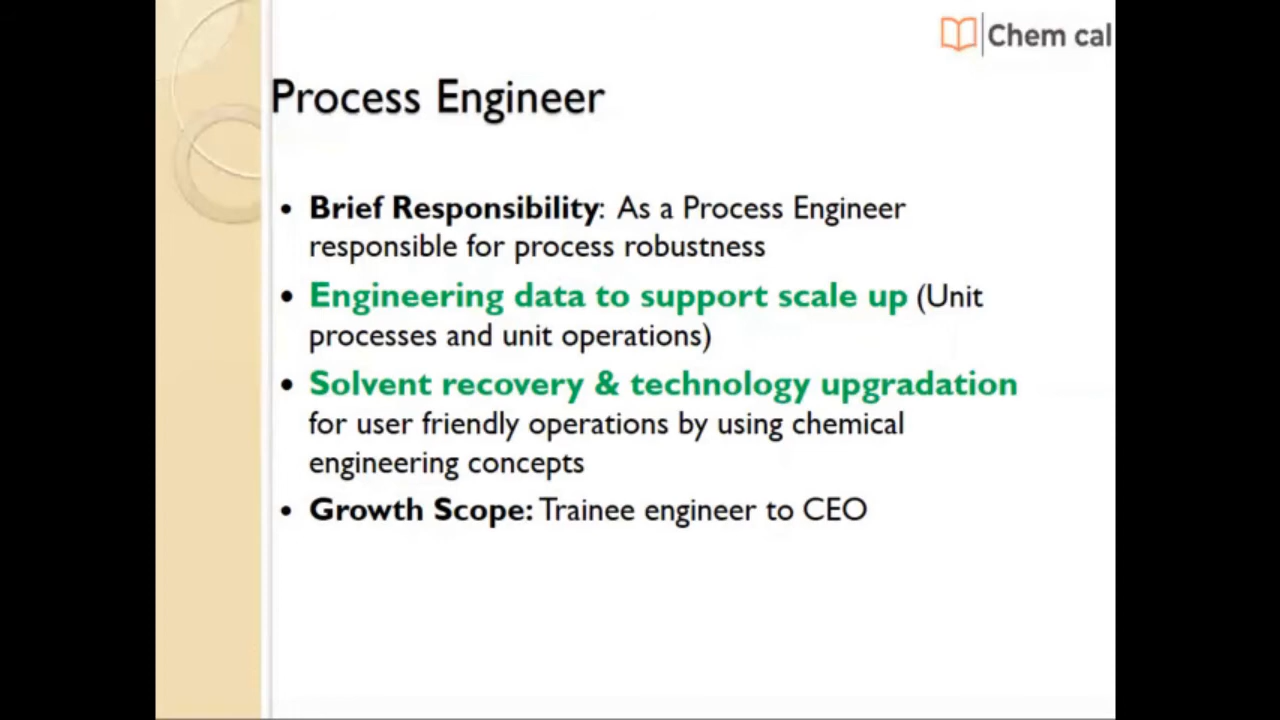 Chem cal
Process Engineer
• Brief Responsibility: As a Process Engineer
responsible for process robustness
• Engineering data to support scale up (Unit
processes and unit operations)
• Solvent recovery & technology upgradation
for user friendly operations by using chemical
engineering concepts
• Growth Scope: Trainee engineer to CEO